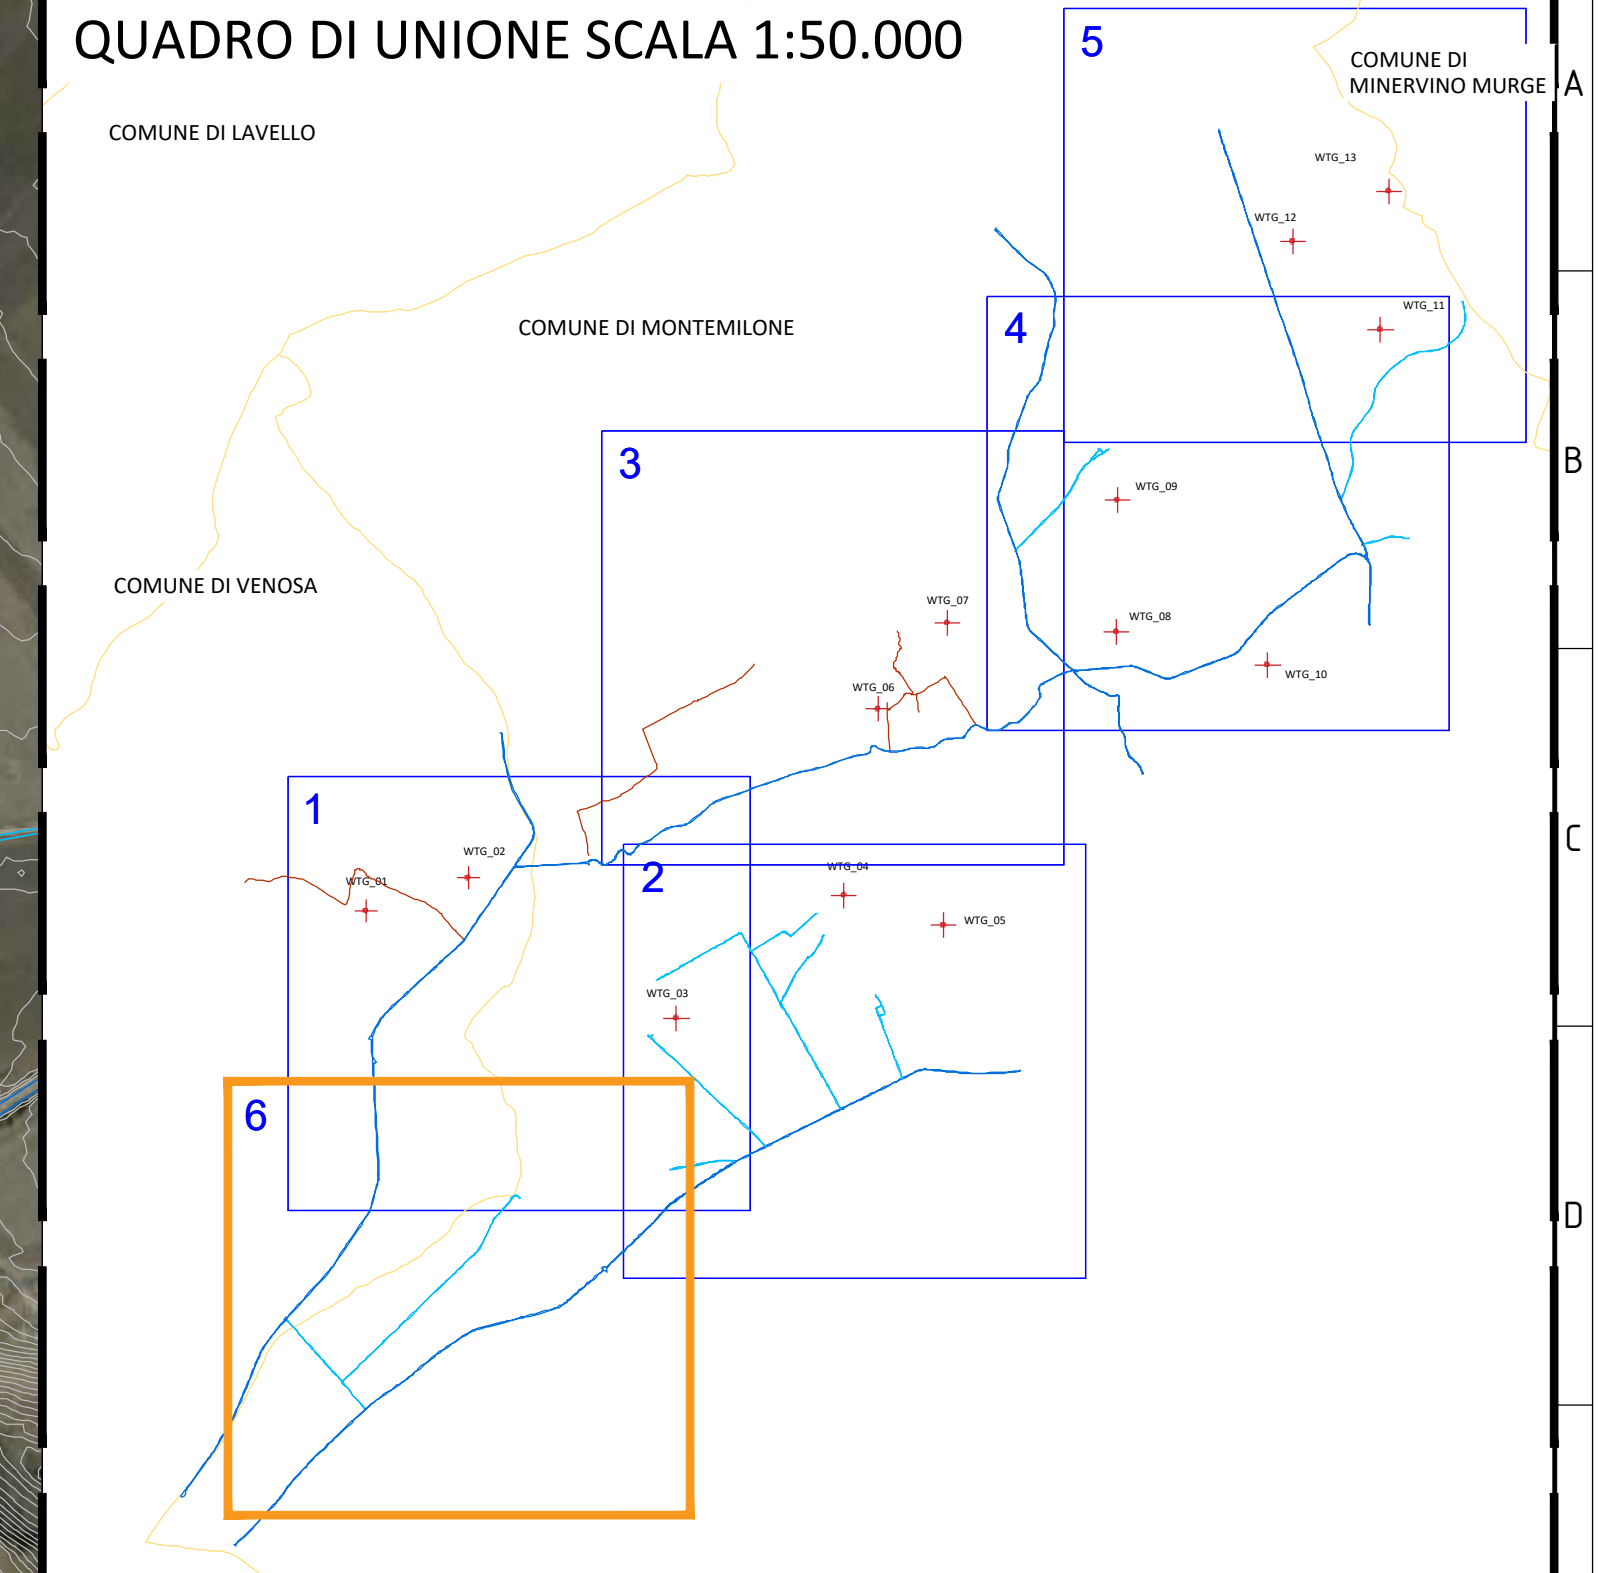 QUADRO DI UNIONE SCALA 1:50.000
5
COMUNE DI
MINERVINO MURGE
A
COMUNE DI LAVELLO
WTG_13
WTG_12
WTG_11
4
COMUNE DI MONTEMILONE
3
B
WTG_09
COMUNE DI VENOSA
WTG_07
WTG_08
WTG_10
WTG_06
1
C
WTG_02
WTG_01
2
WTG_04
WTG_05
WTG_03
6
D